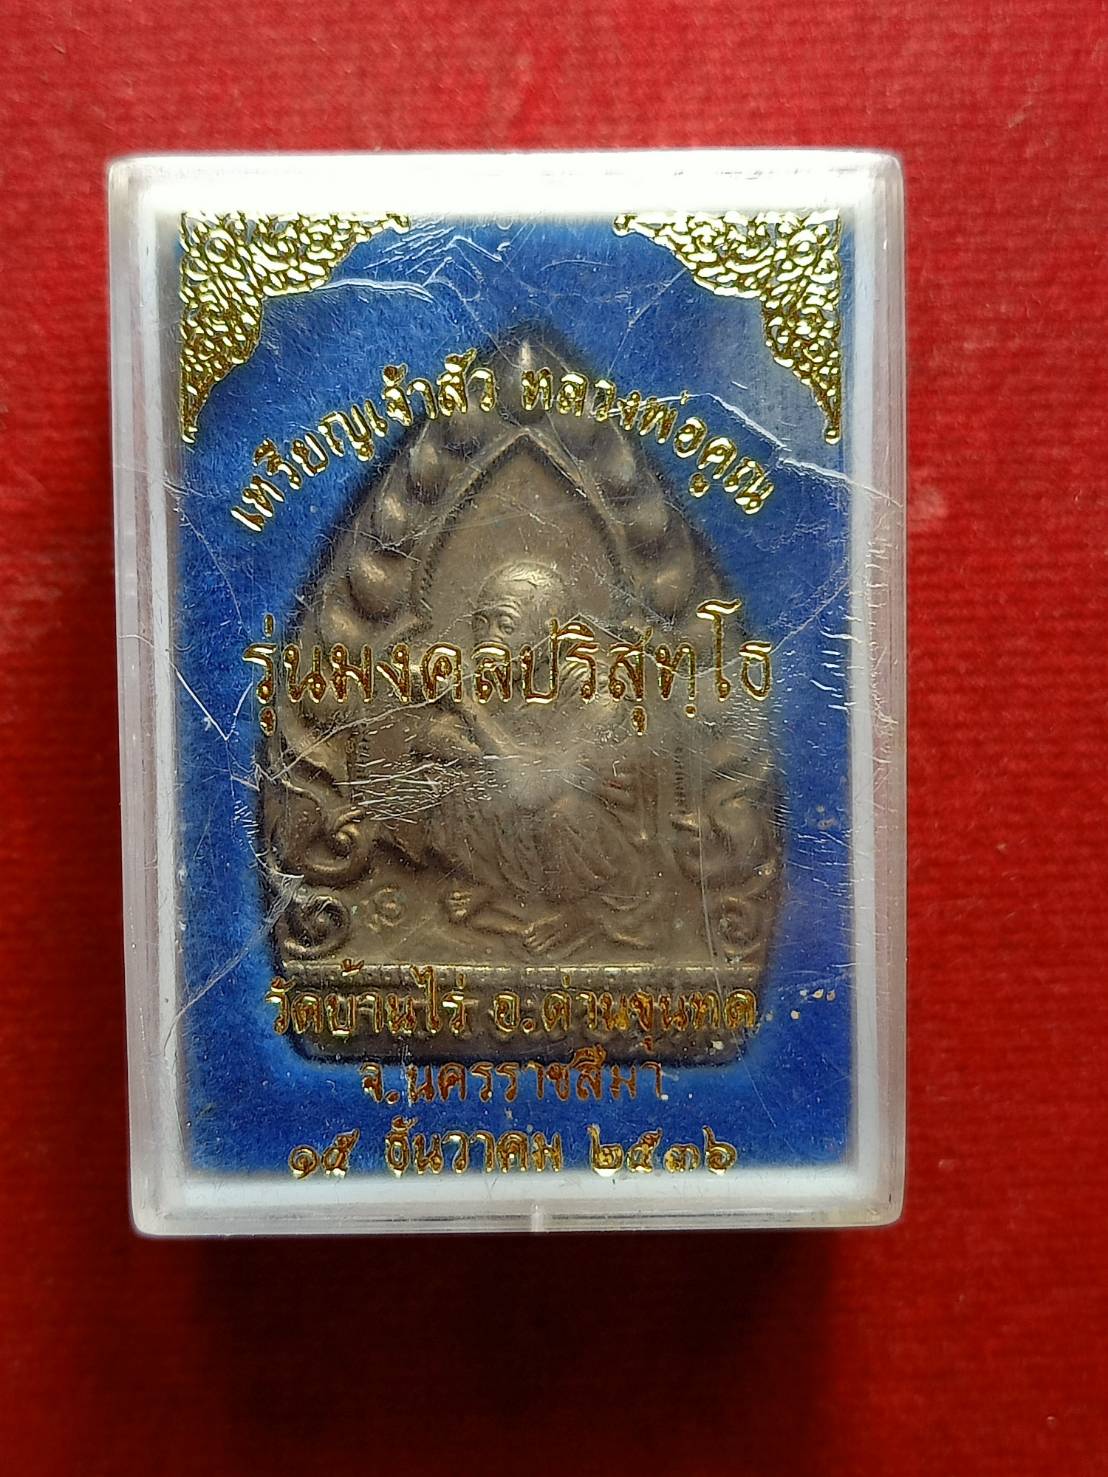 เหรียญเจ้าสัว หลวงพ่อคูณ
รุ่นมงคลปริสุทฺโธ
วัดบ้านไร่ อ.ด่านขุนทด
จ.นครราชสีมา
๑๕ ธันวาคม ๒๕๓๖